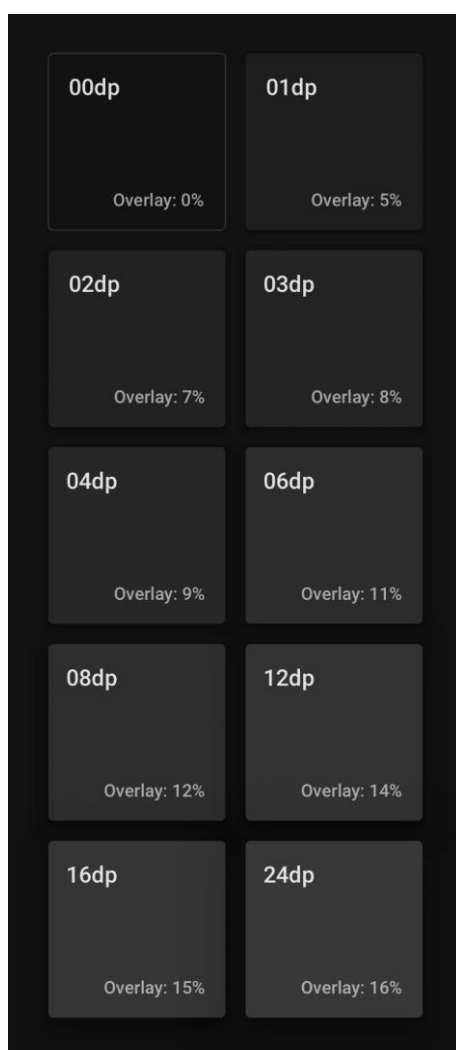 00dp
Overlay: 0%
01dp
Overlay: 5%
02dp
Overlay: 7%
03dp
Overlay: 8%
04dp
Overlay: 9%
06dp
Overlay: 11%
08dp
Overlay: 12%
12dp
Overlay: 14%
16dp
Overlay: 15%
24dp
Overlay: 16%